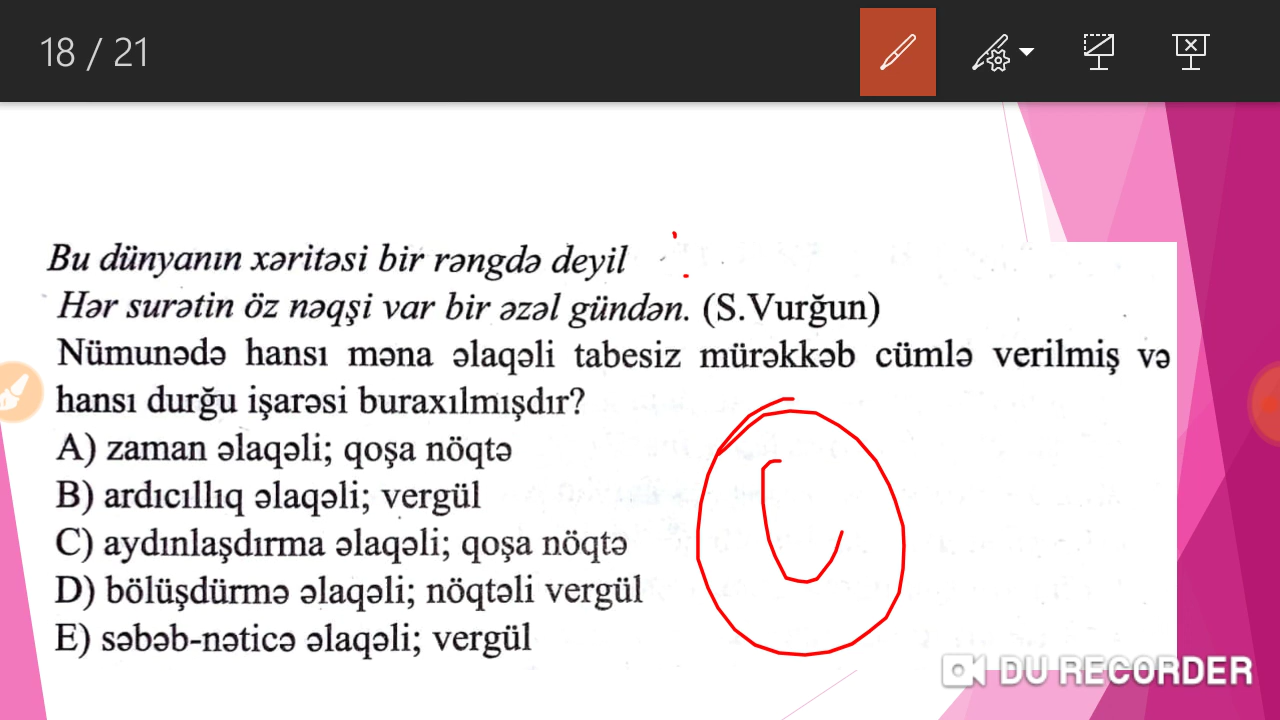 18 / 21
Bu dünyanın xəritəsi bir rəngdə deyil :
Hər surətin öz nəqşi var bir əzəl gündən. (S.Vurğun)
Nümunədə hansı məna əlaqəli tabesiz mürəkkəb cümlə verilmiş və
hansı durğu işarəsi buraxılmışdır?
A) zaman əlaqəli; qoşa nöqtə
B) ardıcıllıq əlaqəli; vergül
C) aydınlaşdırma əlaqəli; qoşa nöqtə
D) bölüşdürmə əlaqəli; nöqtəli vergül
E) səbəb-nəticə əlaqəli; vergül
C
DU RECORDER